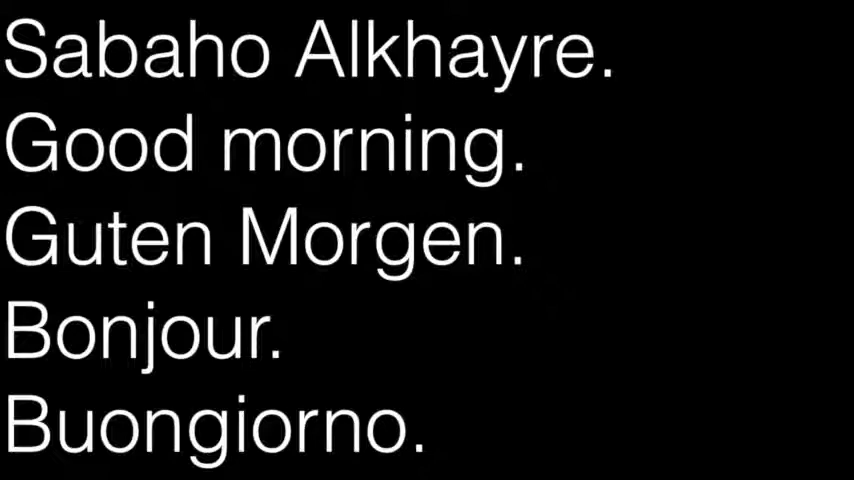 Sabaho Alkhayre.
Good morning.
Guten Morgen.
Bonjour.
Buongiorno.